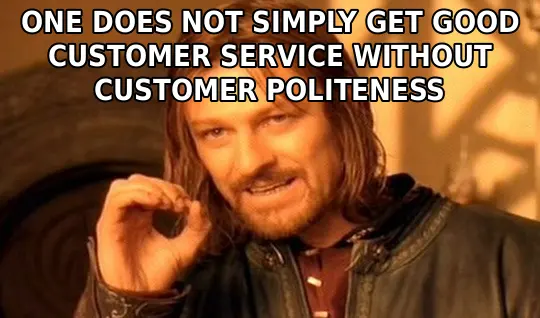 ONE DOES NOT SIMPLY GET GOOD
CUSTOMER SERVICE WITHOUT
CUSTOMER POLITENESS